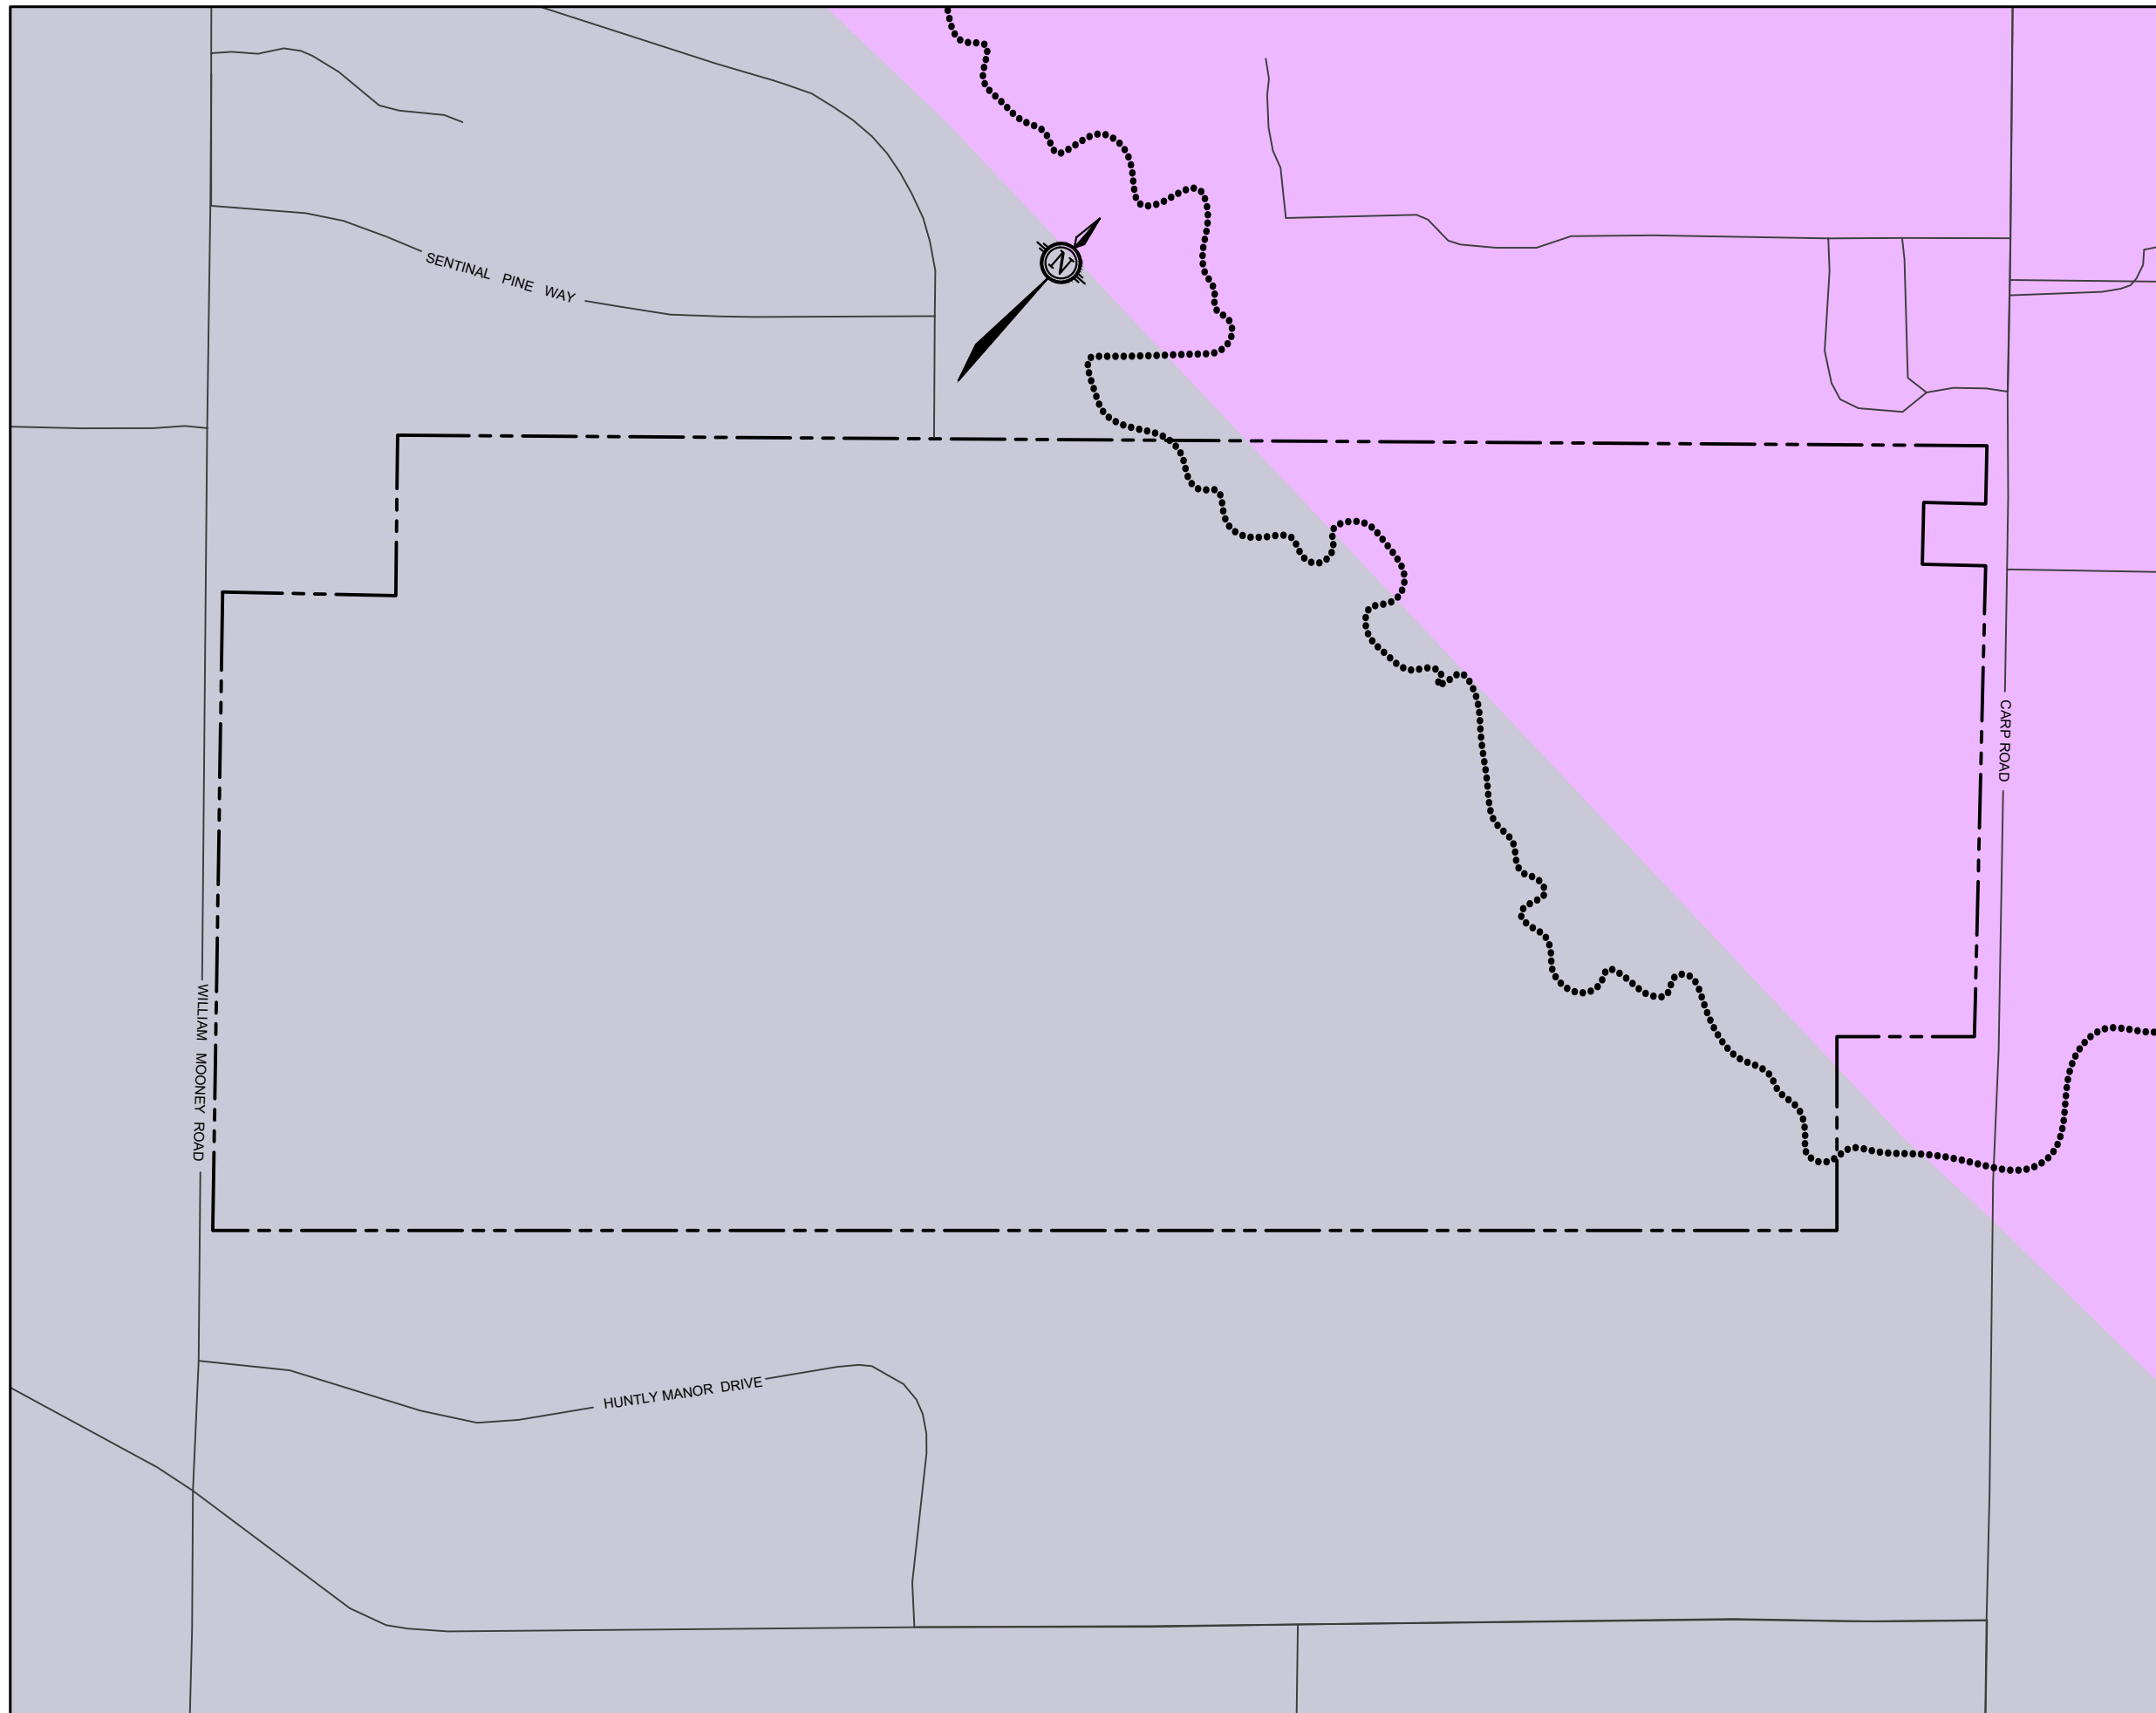 SENTINAL PINE WAY
N
CARP ROAD
WILLIAM MOONEY ROAD
HUNTLY MANOR DRIVE